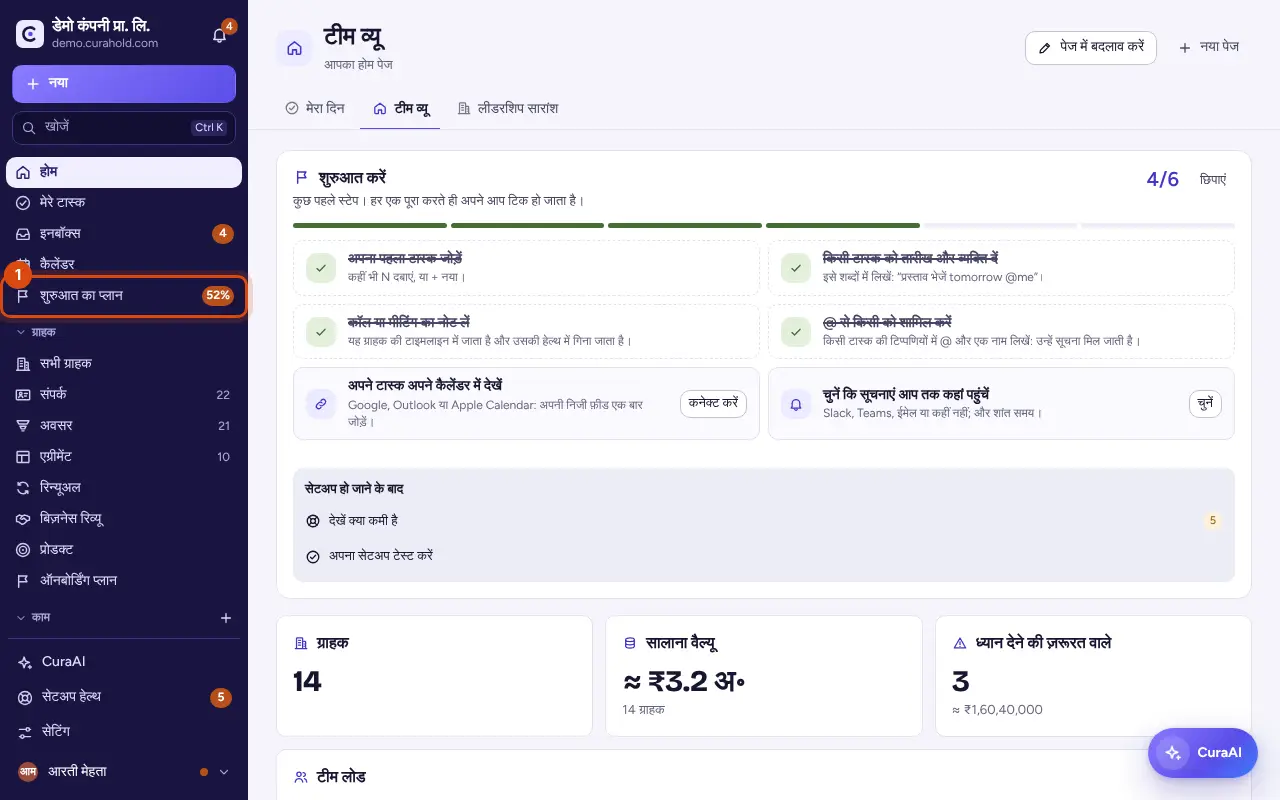 डेमो कंपनी प्रा. लि.
demo.curahold.com
4
नया
खोजें
Ctrl K
होम
मेरे टास्क
इनबॉक्स
4
कैलेंडर
1
शुरुआत का प्लान
52%
ग्राहक
सभी ग्राहक
संपर्क
22
अवसर
21
एग्रीमेंट
10
रिन्यूअल
बिज़नेस रिव्यू
प्रोडक्ट
ऑनबोर्डिंग प्लान
काम
CuraAI
सेटअप हेल्थ
5
सेटिंग
आम
आरती मेहता
टीम व्यू
आपका होम पेज
पेज में बदलाव करें
नया पेज
मेरा दिन
टीम व्यू
लीडरशिप सारांश
शुरुआत करें
4/6
छिपाएं
कुछ पहले स्टेप। हर एक पूरा करते ही अपने आप टिक हो जाता है।
अपना पहला टास्क जोड़ें
कहीं भी N दबाएं, या + नया।
किसी टास्क को तारीख और व्यक्ति दें
इसे शब्दों में लिखें: “प्रस्ताव भेजें tomorrow @me”।
कॉल या मीटिंग का नोट लें
यह ग्राहक की टाइमलाइन में जाता है और उसकी हेल्थ में गिना जाता है।
@ से किसी को शामिल करें
किसी टास्क की टिप्पणियों में @ और एक नाम लिखें: उन्हें सूचना मिल जाती है।
अपने टास्क अपने कैलेंडर में देखें
Google, Outlook या Apple Calendar: अपनी निजी फ़ीड एक बार
जोड़ें।
कनेक्ट करें
चुनें कि सूचनाएं आप तक कहां पहुंचें
Slack, Teams, ईमेल या कहीं नहीं; और शांत समय।
चुनें
सेटअप हो जाने के बाद
देखें क्या कमी है
5
अपना सेटअप टेस्ट करें
ग्राहक
14
सालाना वैल्यू
≈ ₹3.2 अ॰
14 ग्राहक
ध्यान देने की ज़रूरत वाले
3
≈ ₹1,60,40,000
टीम लोड
CuraAI